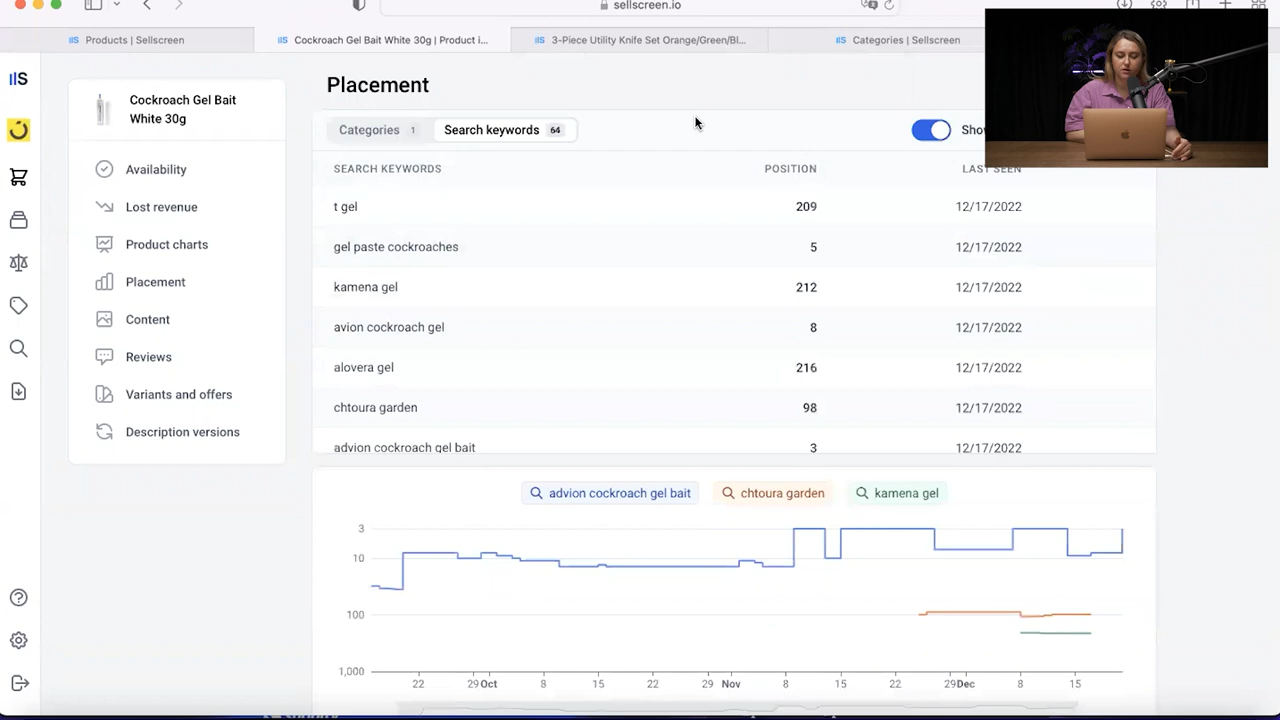 sellscreen.io
Products | Sellscreen
Cockroach Gel Bait White 30g | Product i...
3-Piece Utility Knife Set Orange/Green/Bl...
Categories | Sellscreen
Cockroach Gel Bait
White 30g
Availability
Lost revenue
Product charts
Placement
Content
Reviews
Variants and offers
Description versions
Placement
Categories 1
Search keywords 64
Sho
SEARCH KEYWORDS POSITION LAST SEEN
t gel 209 12/17/2022
gel paste cockroaches 5 12/17/2022
kamena gel 212 12/17/2022
avion cockroach gel 8 12/17/2022
alovera gel 216 12/17/2022
chtoura garden 98 12/17/2022
advion cockroach gel bait 3 12/17/2022
advion cockroach gel bait chtoura garden kamena gel
3
10
100
1,000
22 29 Oct 8 15 22 29 Nov 8 15 22 29 Dec 8 15